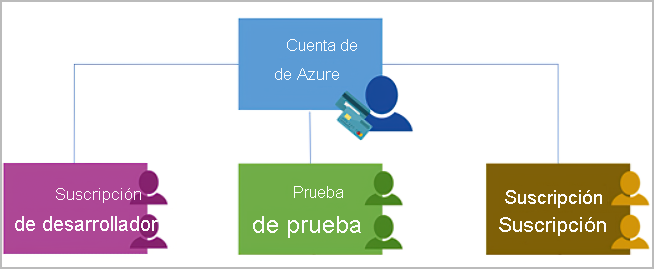 Cuenta de
de Azure
Suscripción
de desarrollador
Prueba
de prueba
Suscripción
Suscripción